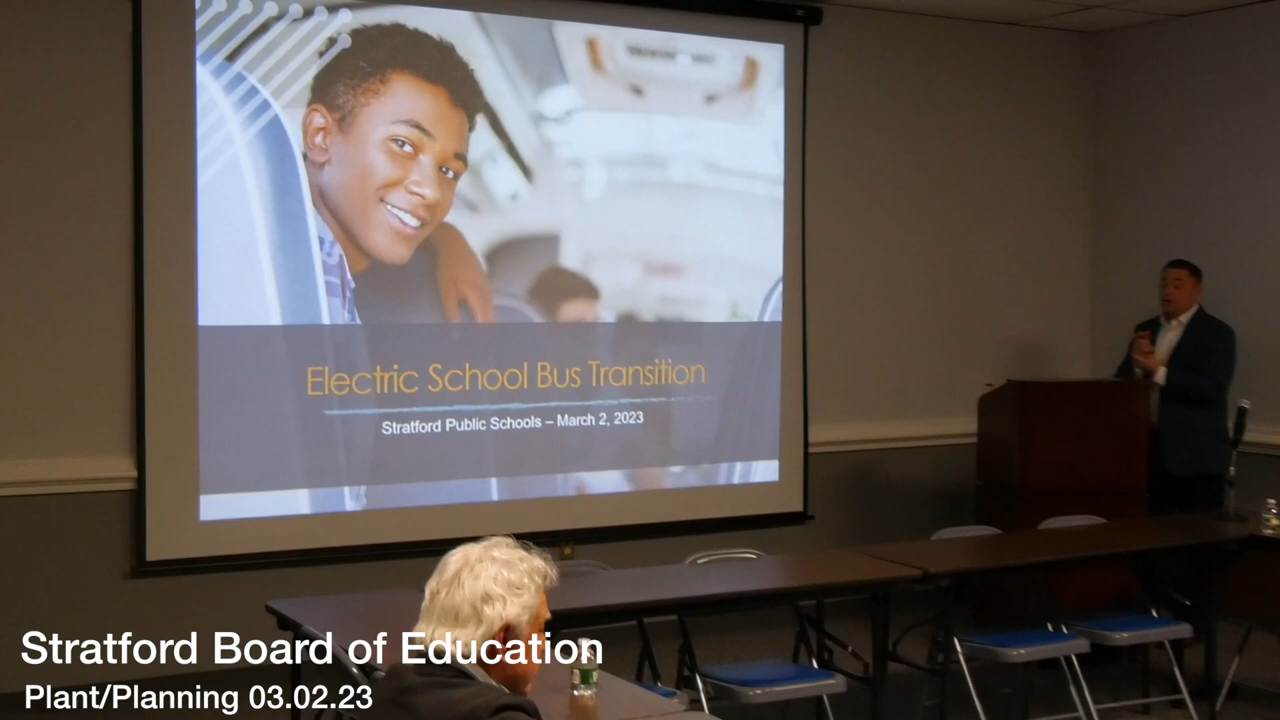 Electric School Bus Transition
Stratford Public Schools – March 2, 2023
Stratford Board of Education
Plant/Planning 03.02.23